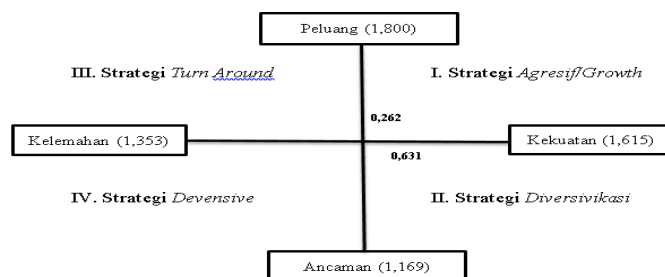 Peluang (1,800)
III. Strategi Turn Around
I. Strategi Agresif/Growth
0,262
Kelemahan (1,353)
Kekuatan (1,615)
0,631
IV. Strategi Devensive
II. Strategi Diversivikasi
Ancaman (1,169)